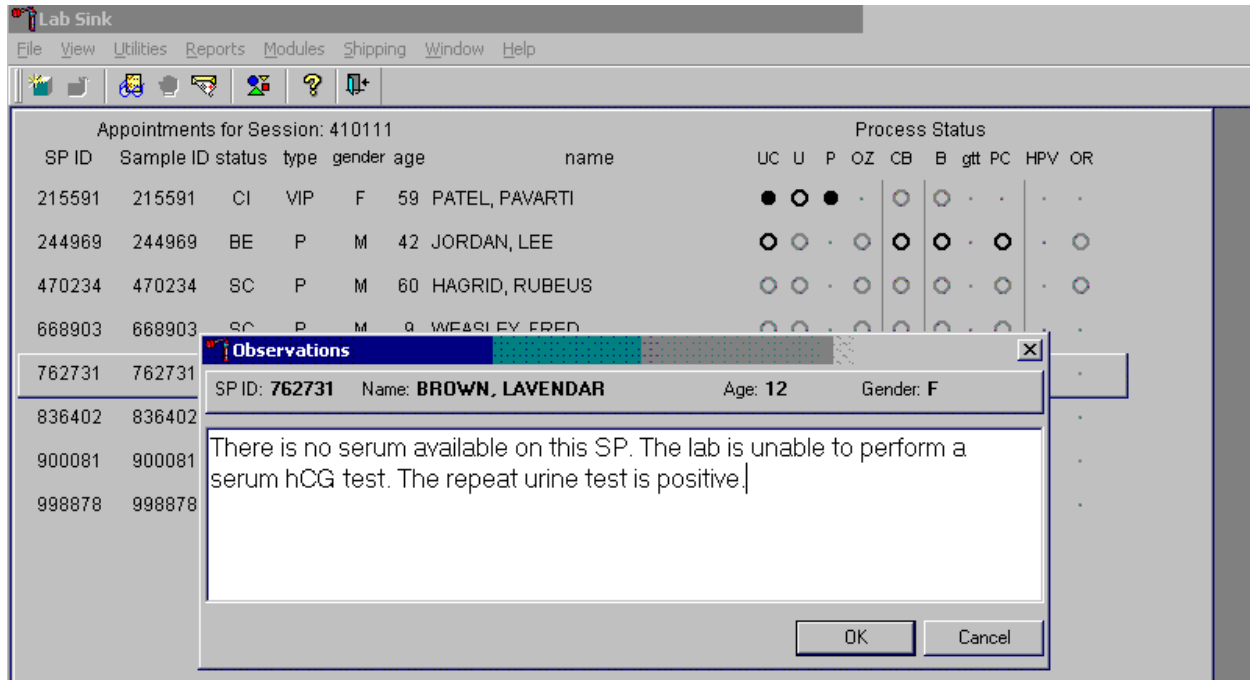 Lab Sink
File View Utilities Reports Modules Shipping Window Help
Appointments for Session: 410111 Process Status
SP ID Sample ID status type gender age name UC U P OZ CB B gtt PC HPV OR
215591 215591 CI VIP F 59 PATEL, PAVARTI
244969 244969 BE P M 42 JORDAN, LEE
470234 470234 SC P M 60 HAGRID, RUBEUS
668903 668903 SC P M 9 WEASLEY, FRED
Observations
762731 762731
SP ID: 762731 Name: BROWN, LAVENDAR Age: 12 Gender: F
836402 836402
There is no serum available on this SP. The lab is unable to perform a
900081 900081
serum hCG test. The repeat urine test is positive.
998878 998878
OK Cancel